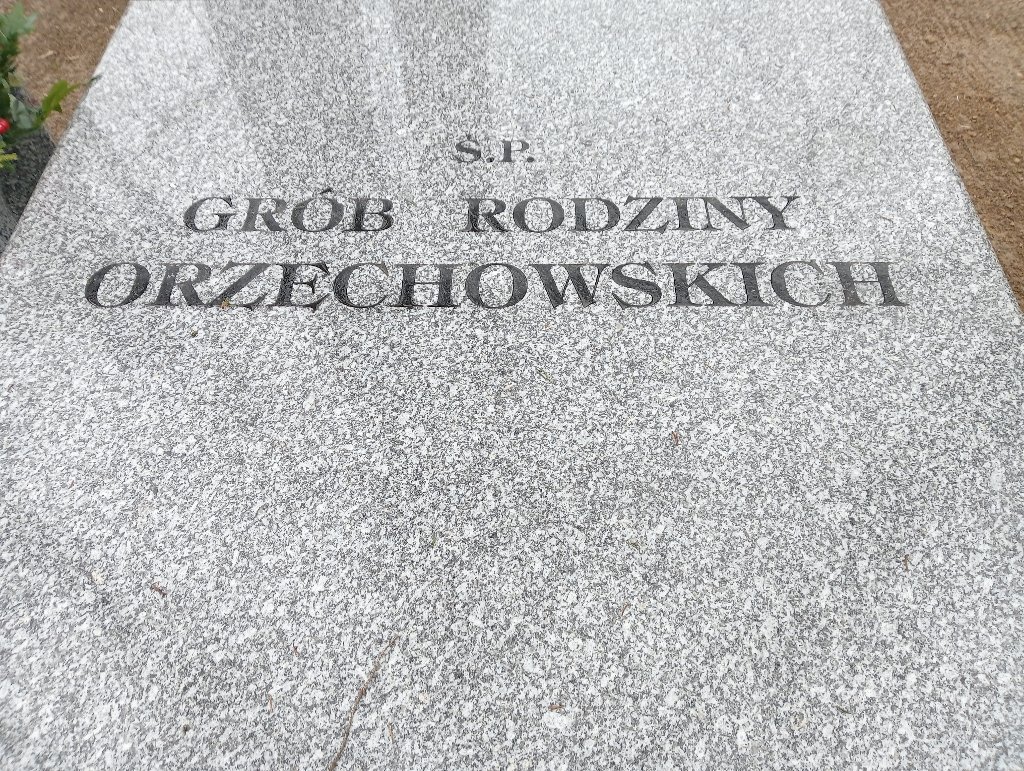 Ś.P.
GRÓB RODZINY
ORZECHOWSKICH